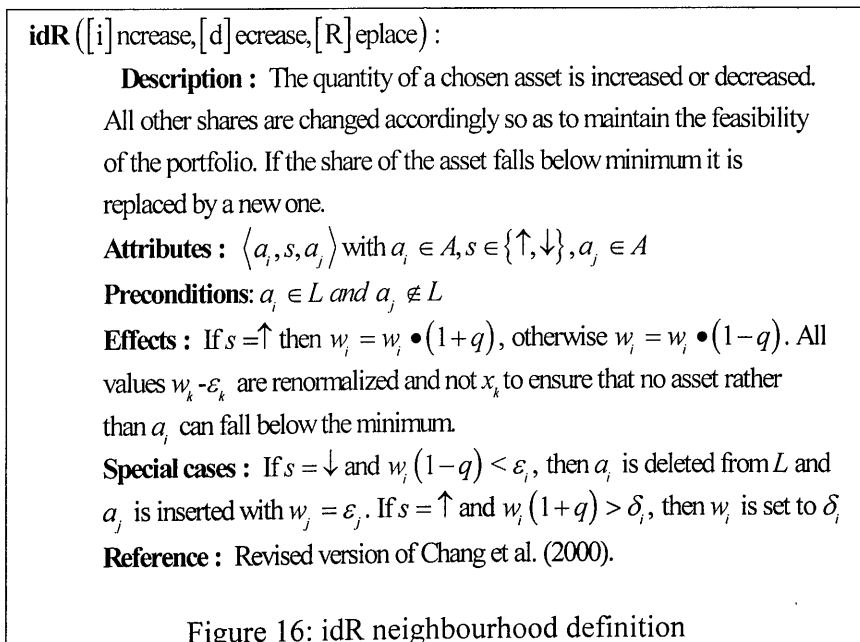 idR ([i] ncrease,[d] ecrease,[R] eplace) :
Description : The quantity of a chosen asset is increased or decreased.
All other shares are changed accordingly so as to maintain the feasibility
of the portfolio. If the share of the asset falls below minimum it is
replaced by a new one.
Attributes : ⟨a_i, s, a_j⟩ with a_i ∈ A, s ∈ {↑,↓}, a_j ∈ A
Preconditions: a_i ∈ L and a_j ∉ L
Effects : If s =↑ then w_i = w_i •(1+q), otherwise w_i = w_i •(1−q). All
values w_k -ε_k are renormalized and not x_k to ensure that no asset rather
than a_i can fall below the minimum.
Special cases : If s = ↓ and w_i (1−q) < ε_i, then a_i is deleted from L and
a_j is inserted with w_j = ε_j. If s = ↑ and w_i (1+q) > δ_i, then w_i is set to δ_i
Reference : Revised version of Chang et al. (2000).
Figure 16: idR neighbourhood definition